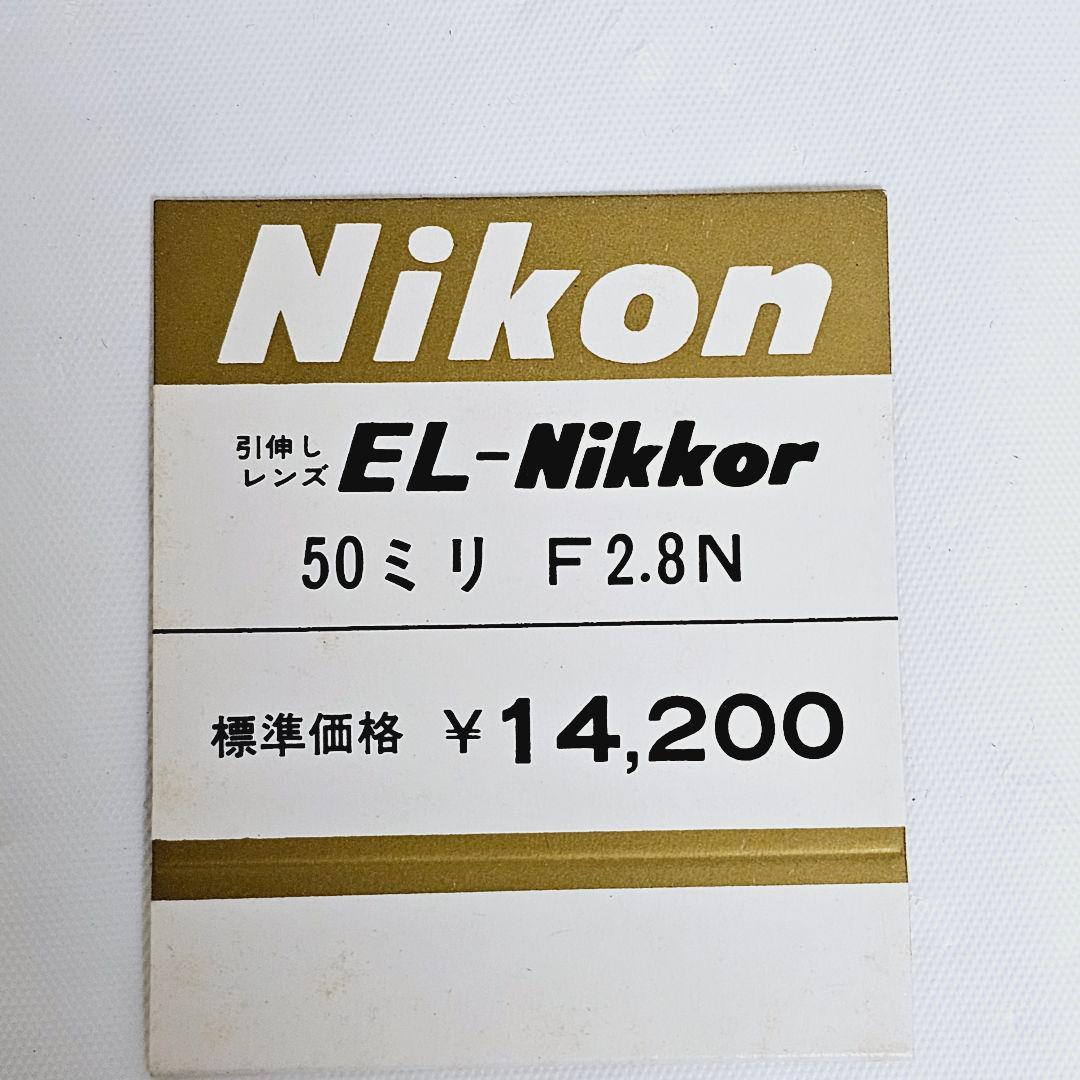 Nikon
引伸し
レンズ EL-Nikkor
50ミリ F2.8N
標準価格 ¥14,200